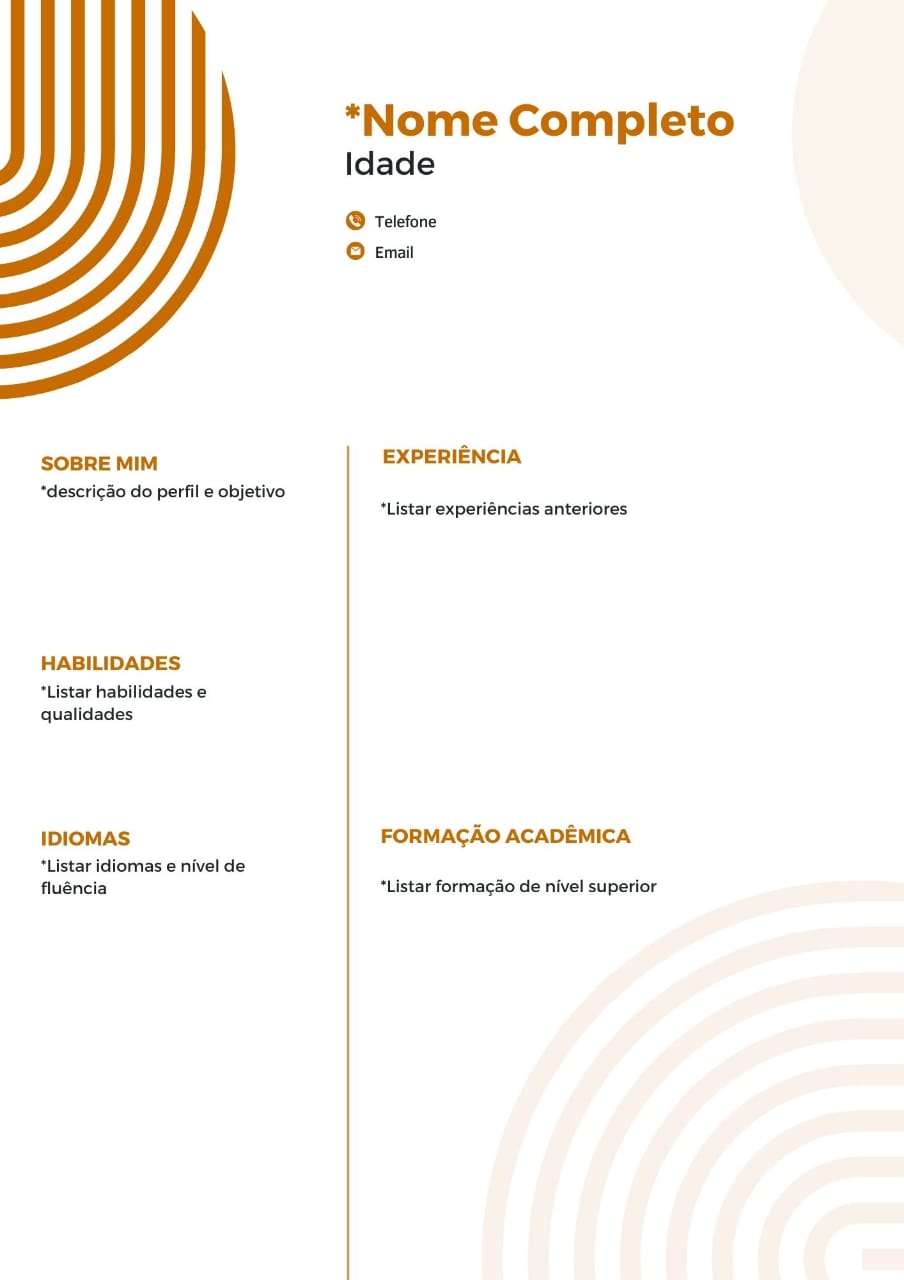 *Nome Completo
Idade
Telefone
Email
SOBRE MIM
*descrição do perfil e objetivo
HABILIDADES
*Listar habilidades e
qualidades
IDIOMAS
*Listar idiomas e nível de
fluência
EXPERIÊNCIA
*Listar experiências anteriores
FORMAÇÃO ACADÊMICA
*Listar formação de nível superior